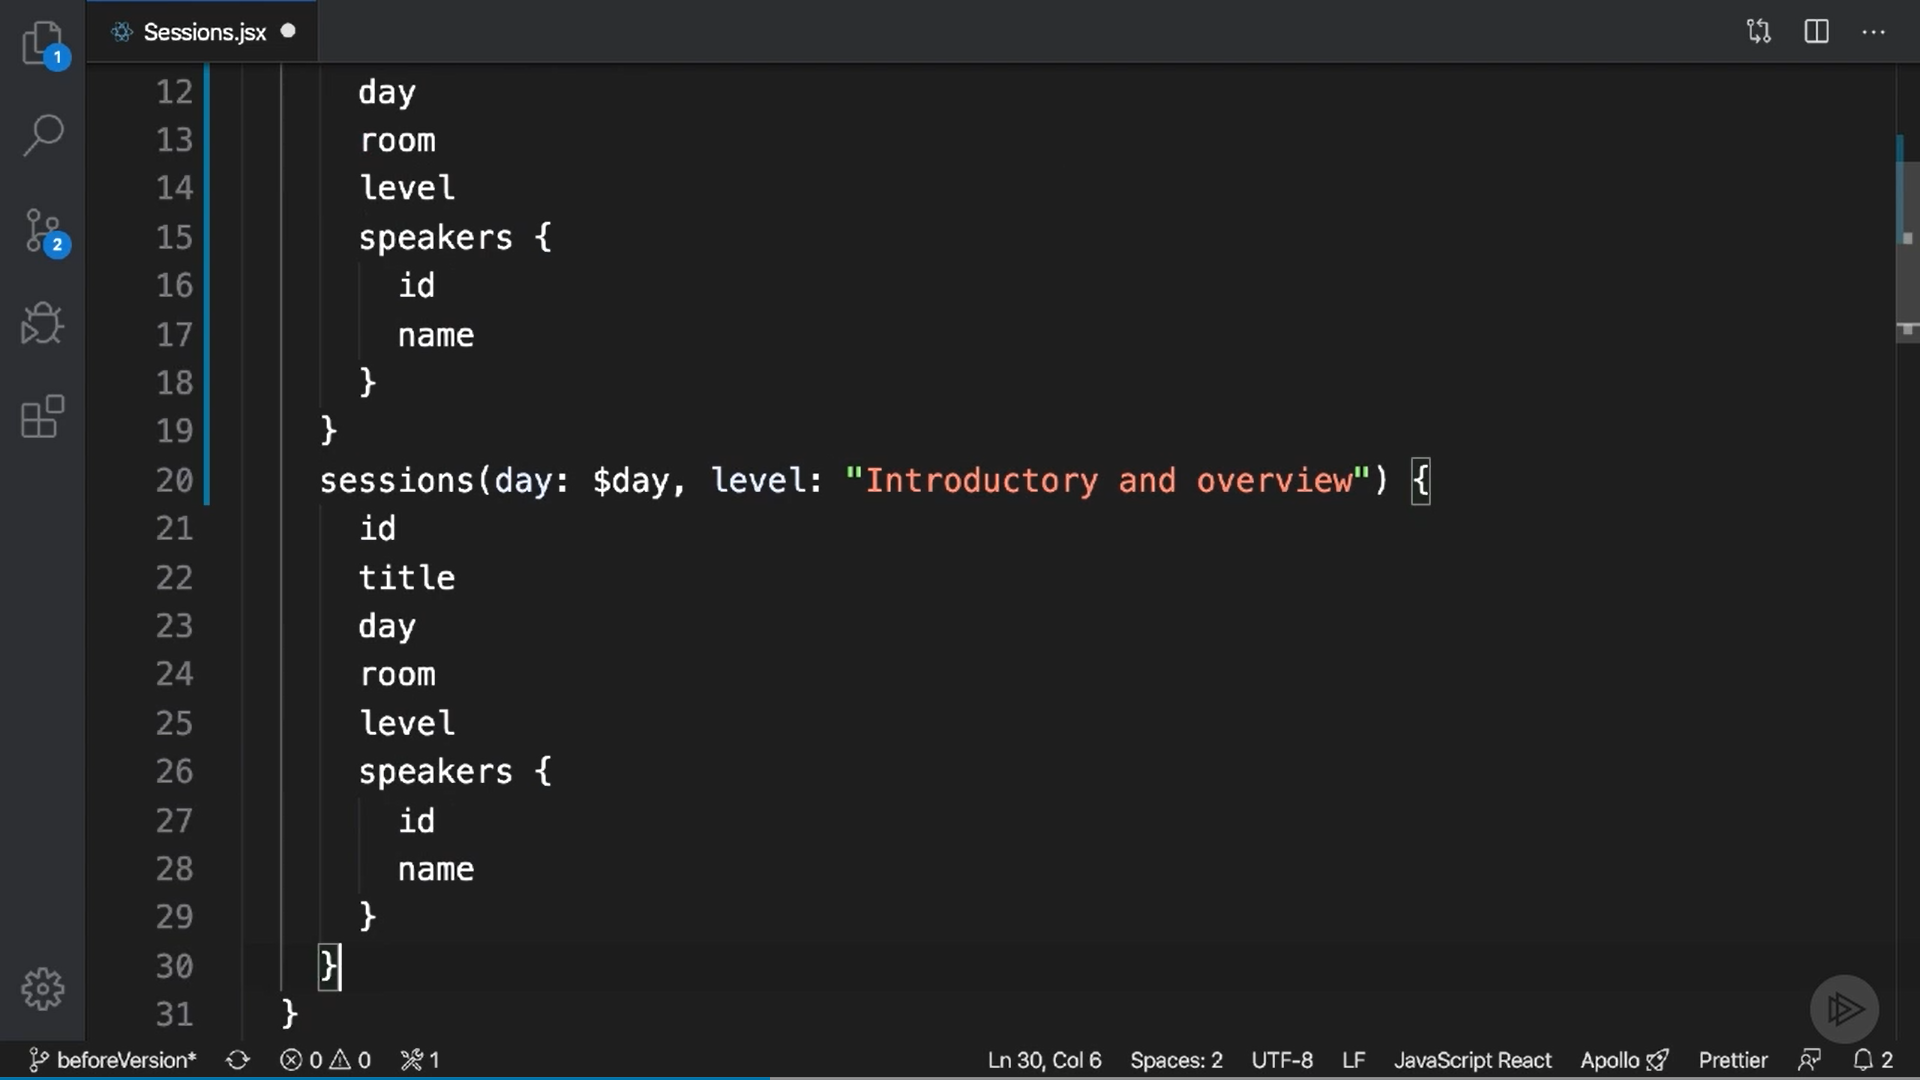 1
Sessions.jsx
12 day
13 room
14 level
15 speakers {
2
16 id
17 name
18 }
19 }
20 sessions(day: $day, level: "Introductory and overview") {
21 id
22 title
23 day
24 room
25 level
26 speakers {
27 id
28 name
29 }
30 }
31 }
beforeVersion* 0 0 1 Ln 30, Col 6 Spaces: 2 UTF-8 LF JavaScript React Apollo Prettier 2